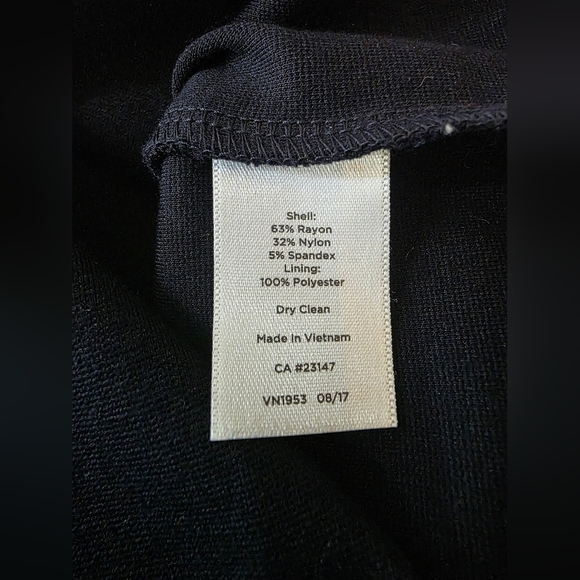 Shell:
63% Rayon
32% Nylon
5% Spandex
Lining:
100% Polyester
Dry Clean
Made In Vietnam
CA #23147
VN1953 08/17